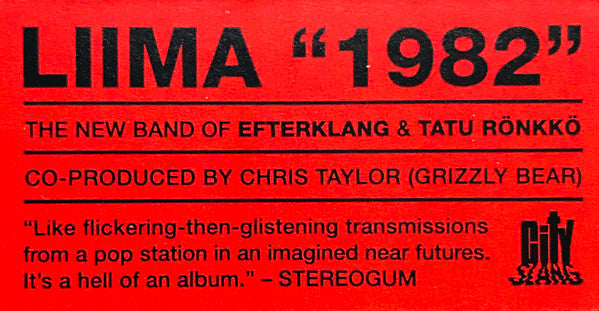 LIIMA “1982”
THE NEW BAND OF EFTERKLANG & TATU RÖNKKÖ
CO-PRODUCED BY CHRIS TAYLOR (GRIZZLY BEAR)
“Like flickering-then-glistening transmissions
from a pop station in an imagined near futures.
It’s a hell of an album.” – STEREOGUM
City
SLANG